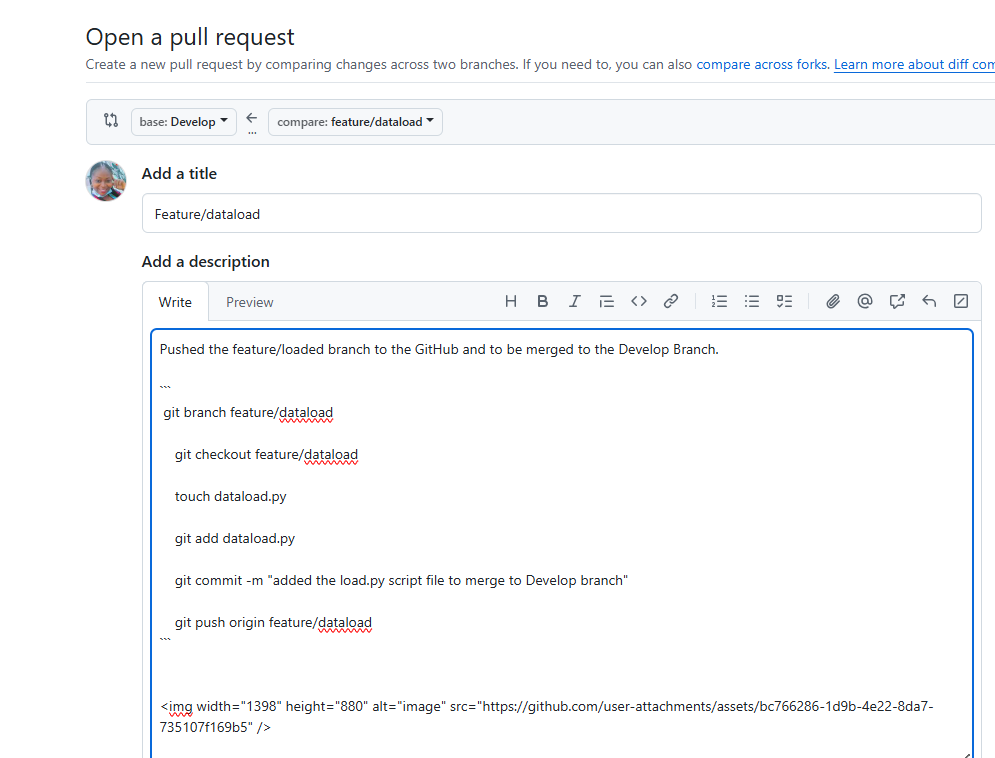 Open a pull request
Create a new pull request by comparing changes across two branches. If you need to, you can also compare across forks. Learn more about diff com
base: Develop
compare: feature/dataload
Add a title
Feature/dataload
Add a description
Write Preview
Pushed the feature/loaded branch to the GitHub and to be merged to the Develop Branch.
```
git branch feature/dataload
git checkout feature/dataload
touch dataload.py
git add dataload.py
git commit -m "added the load.py script file to merge to Develop branch"
git push origin feature/dataload
```
<img width="1398" height="880" alt="image" src="https://github.com/user-attachments/assets/bc766286-1d9b-4e22-8da7-
735107f169b5" />